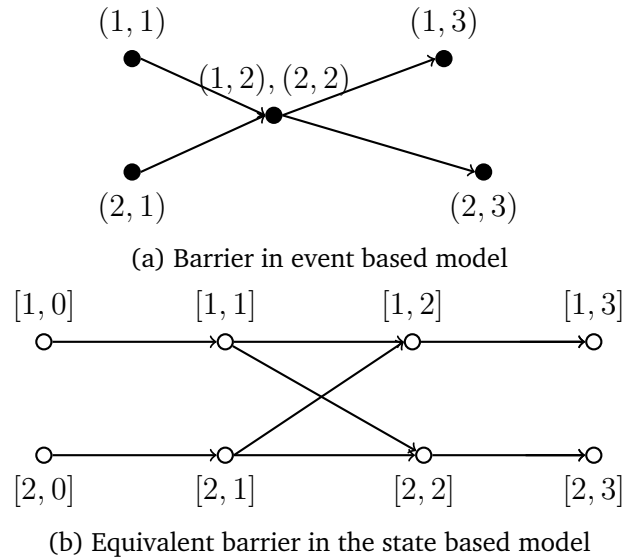 (1, 1) (1, 3)
(1, 2), (2, 2)
(2, 1) (2, 3)
(a) Barrier in event based model
[1, 0] [1, 1] [1, 2] [1, 3]
[2, 0] [2, 1] [2, 2] [2, 3]
(b) Equivalent barrier in the state based model